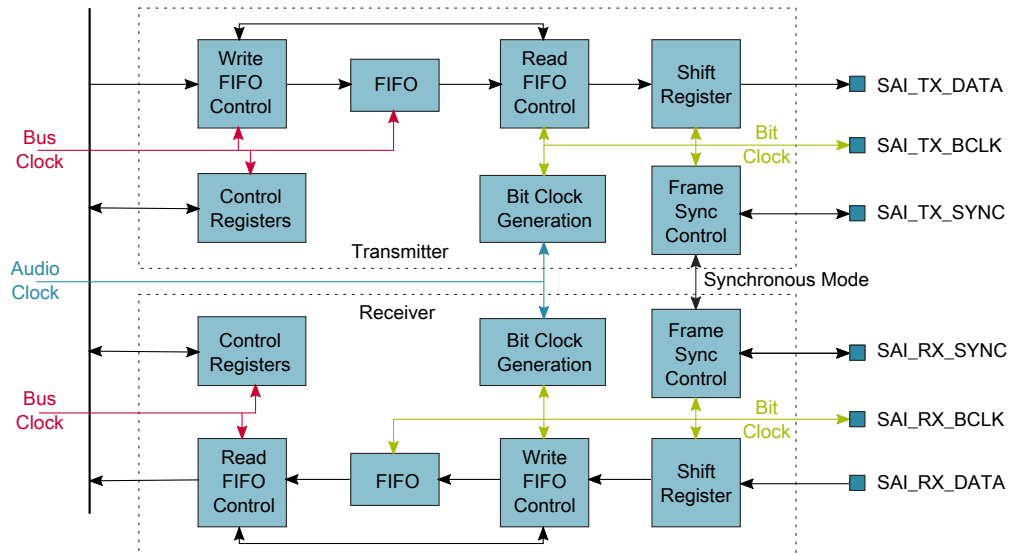 Write
FIFO
Control
FIFO
Read
FIFO
Control
Shift
Register
SAI_TX_DATA
Bus
Clock
Bit
Clock
SAI_TX_BCLK
Control
Registers
Bit Clock
Generation
Frame
Sync
Control
SAI_TX_SYNC
Transmitter
Audio
Clock
Synchronous Mode
Receiver
Control
Registers
Bit Clock
Generation
Frame
Sync
Control
SAI_RX_SYNC
Bus
Clock
Bit
Clock
SAI_RX_BCLK
Read
FIFO
Control
FIFO
Write
FIFO
Control
Shift
Register
SAI_RX_DATA